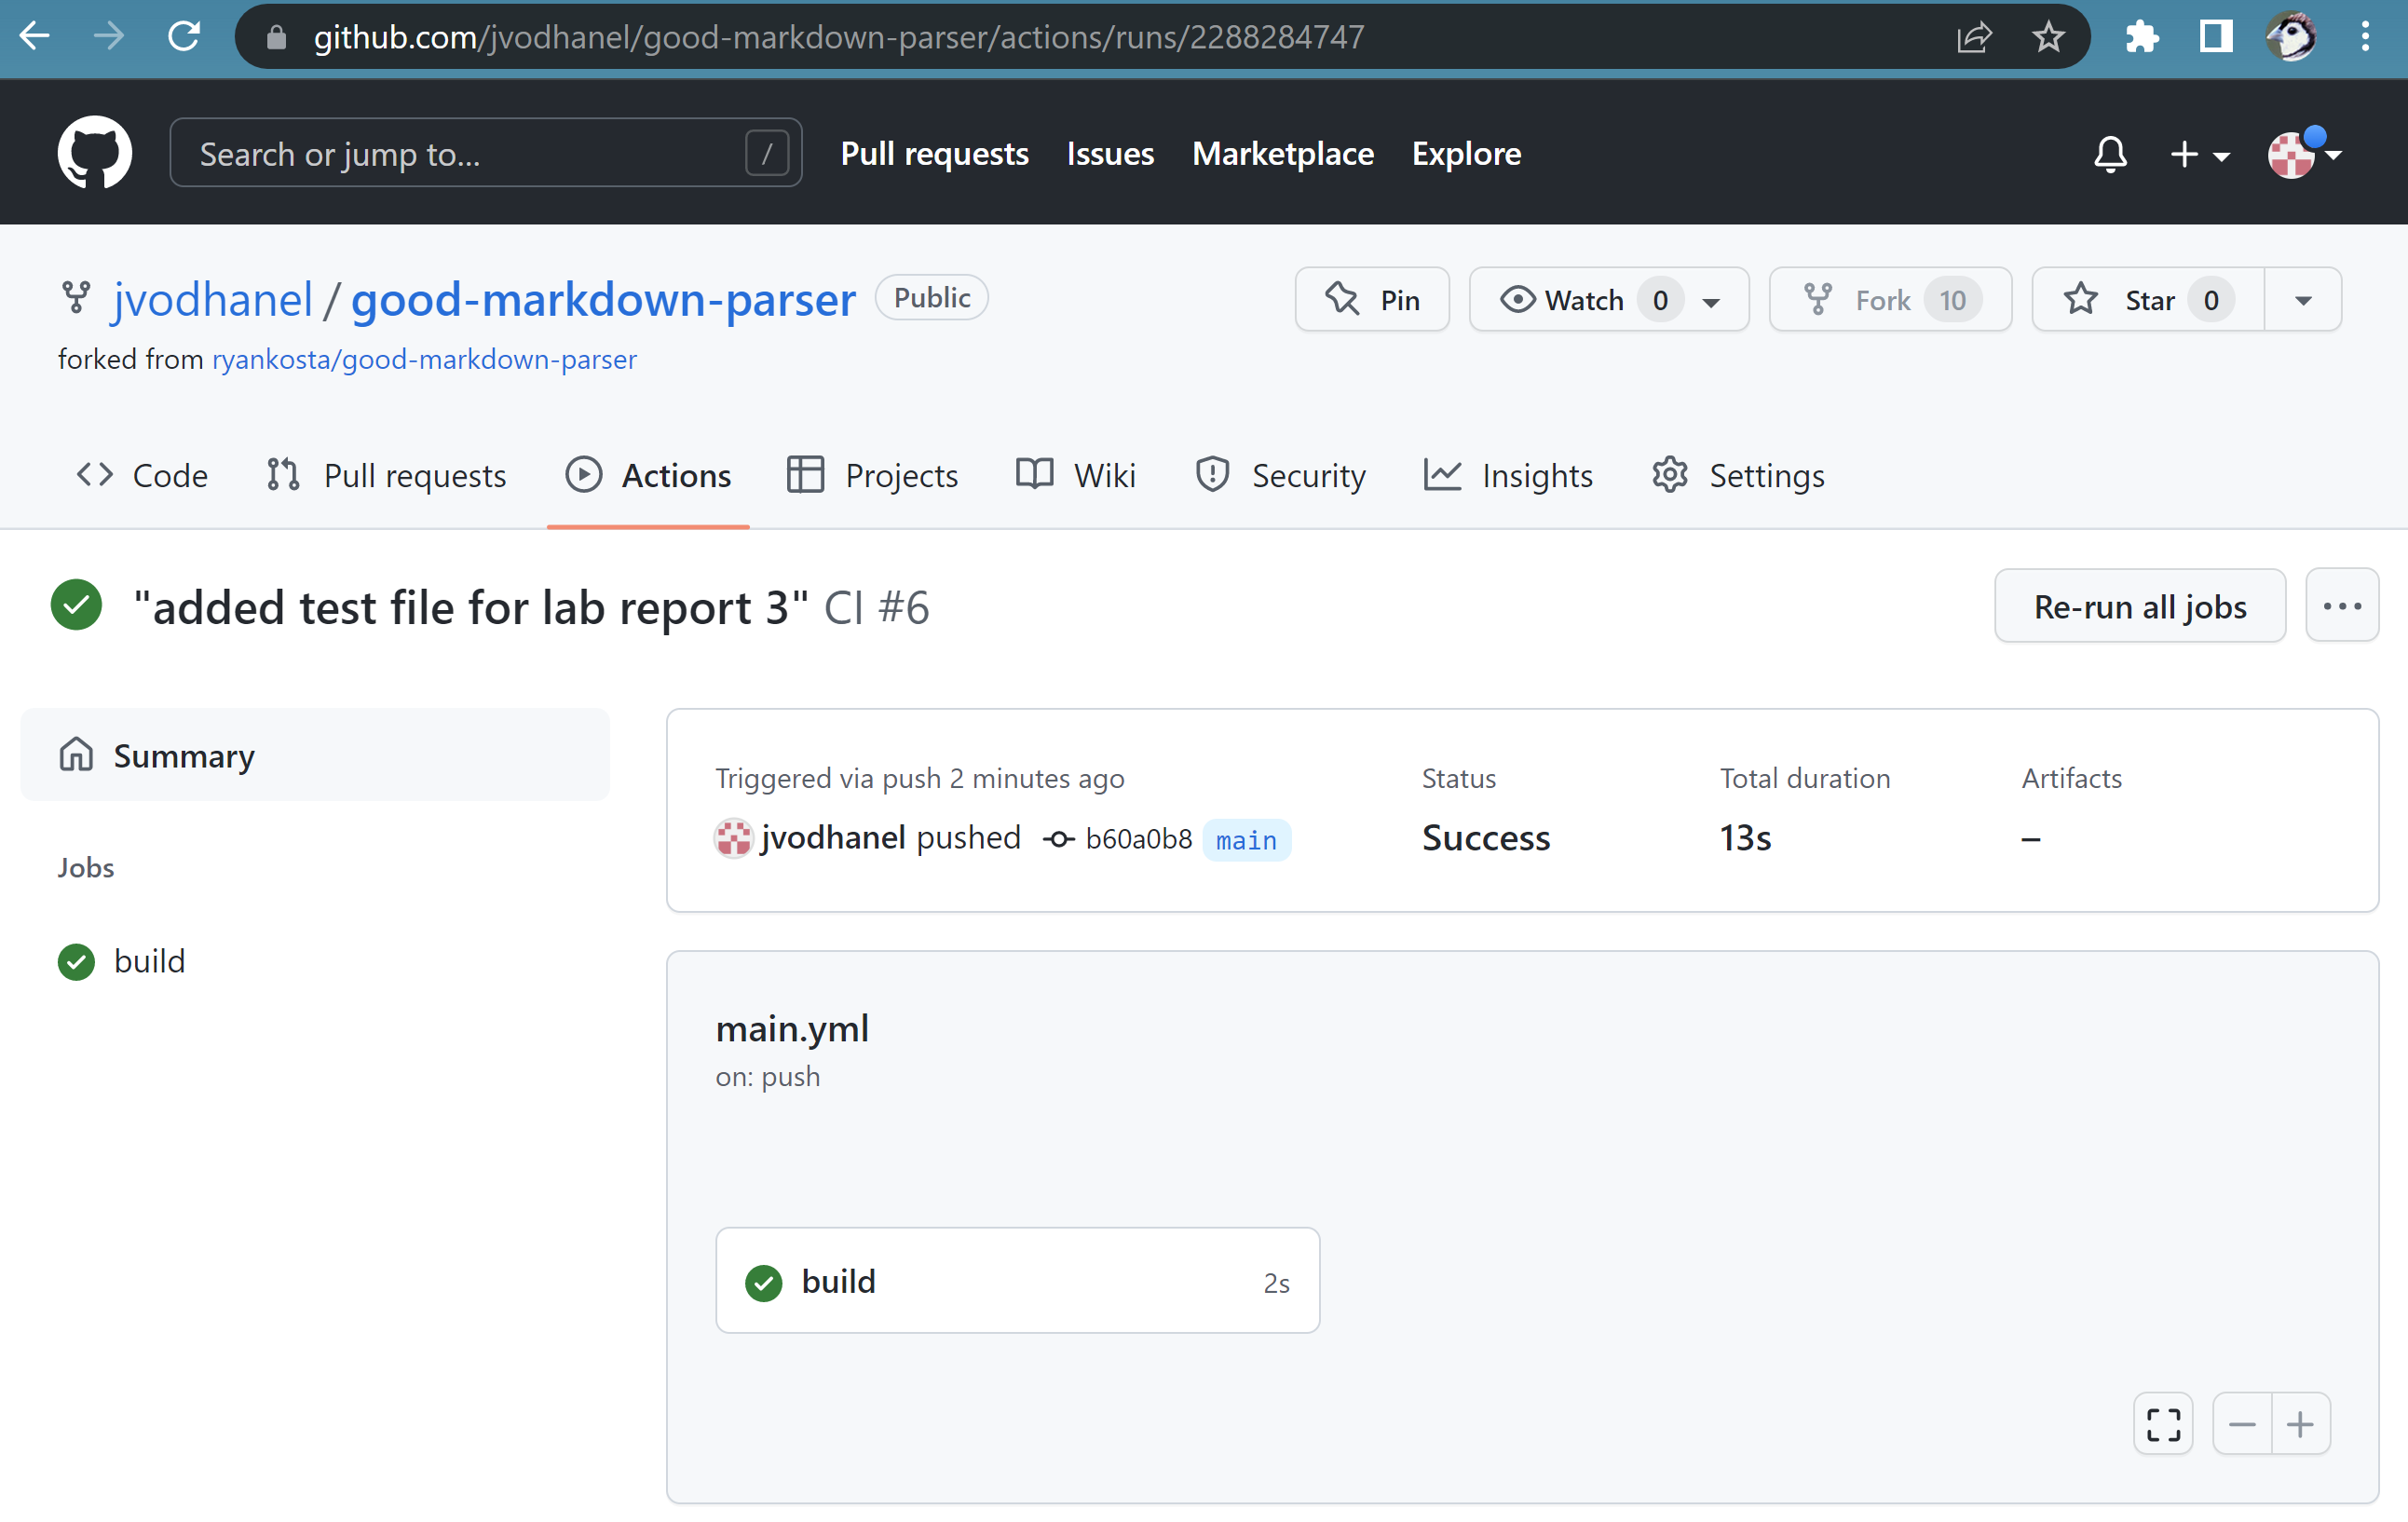 github.com/jvodhanel/good-markdown-parser/actions/runs/2288284747
Search or jump to... /
Pull requests Issues Marketplace Explore
jvodhanel / good-markdown-parser Public
Pin Watch 0 Fork 10 Star 0
forked from ryankosta/good-markdown-parser
Code Pull requests Actions Projects Wiki Security Insights Settings
"added test file for lab report 3" CI #6
Re-run all jobs ...
Summary
Jobs
build
Triggered via push 2 minutes ago
jvodhanel pushed b60a0b8 main
Status
Success
Total duration
13s
Artifacts
–
main.yml
on: push
build 2s